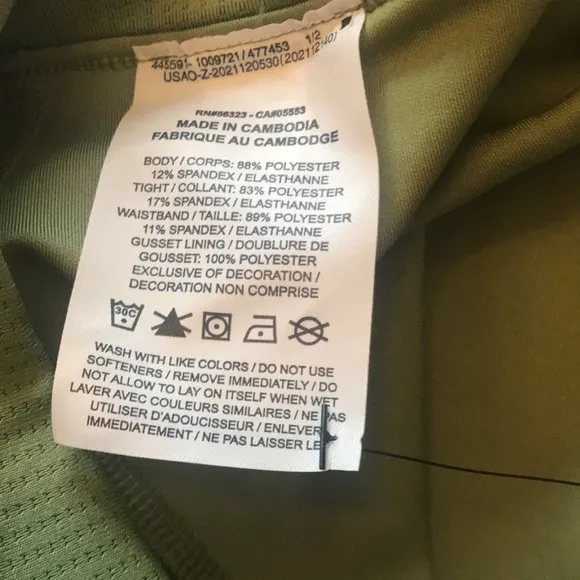 445591- 1009721 / 477453 1/2
USAO-Z-2021120530(20211
RN#56323 - CA#05553
MADE IN CAMBODIA
FABRIQUE AU CAMBODGE
BODY / CORPS: 88% POLYESTER
12% SPANDEX / ELASTHANNE
TIGHT / COLLANT: 83% POLYESTER
17% SPANDEX / ELASTHANNE
WAISTBAND / TAILLE: 89% POLYESTER
11% SPANDEX / ELASTHANNE
GUSSET LINING / DOUBLURE DE
GOUSSET: 100% POLYESTER
EXCLUSIVE OF DECORATION /
DECORATION NON COMPRISE
30C
WASH WITH LIKE COLORS / DO NOT USE
SOFTENERS / REMOVE IMMEDIATELY / DO
NOT ALLOW TO LAY ON ITSELF WHEN WET
LAVER AVEC COULEURS SIMILAIRES / NE PAS
UTILISER D'ADOUCISSEUR / ENLEVER
IMMEDIATEMENT / NE PAS LAISSER LE